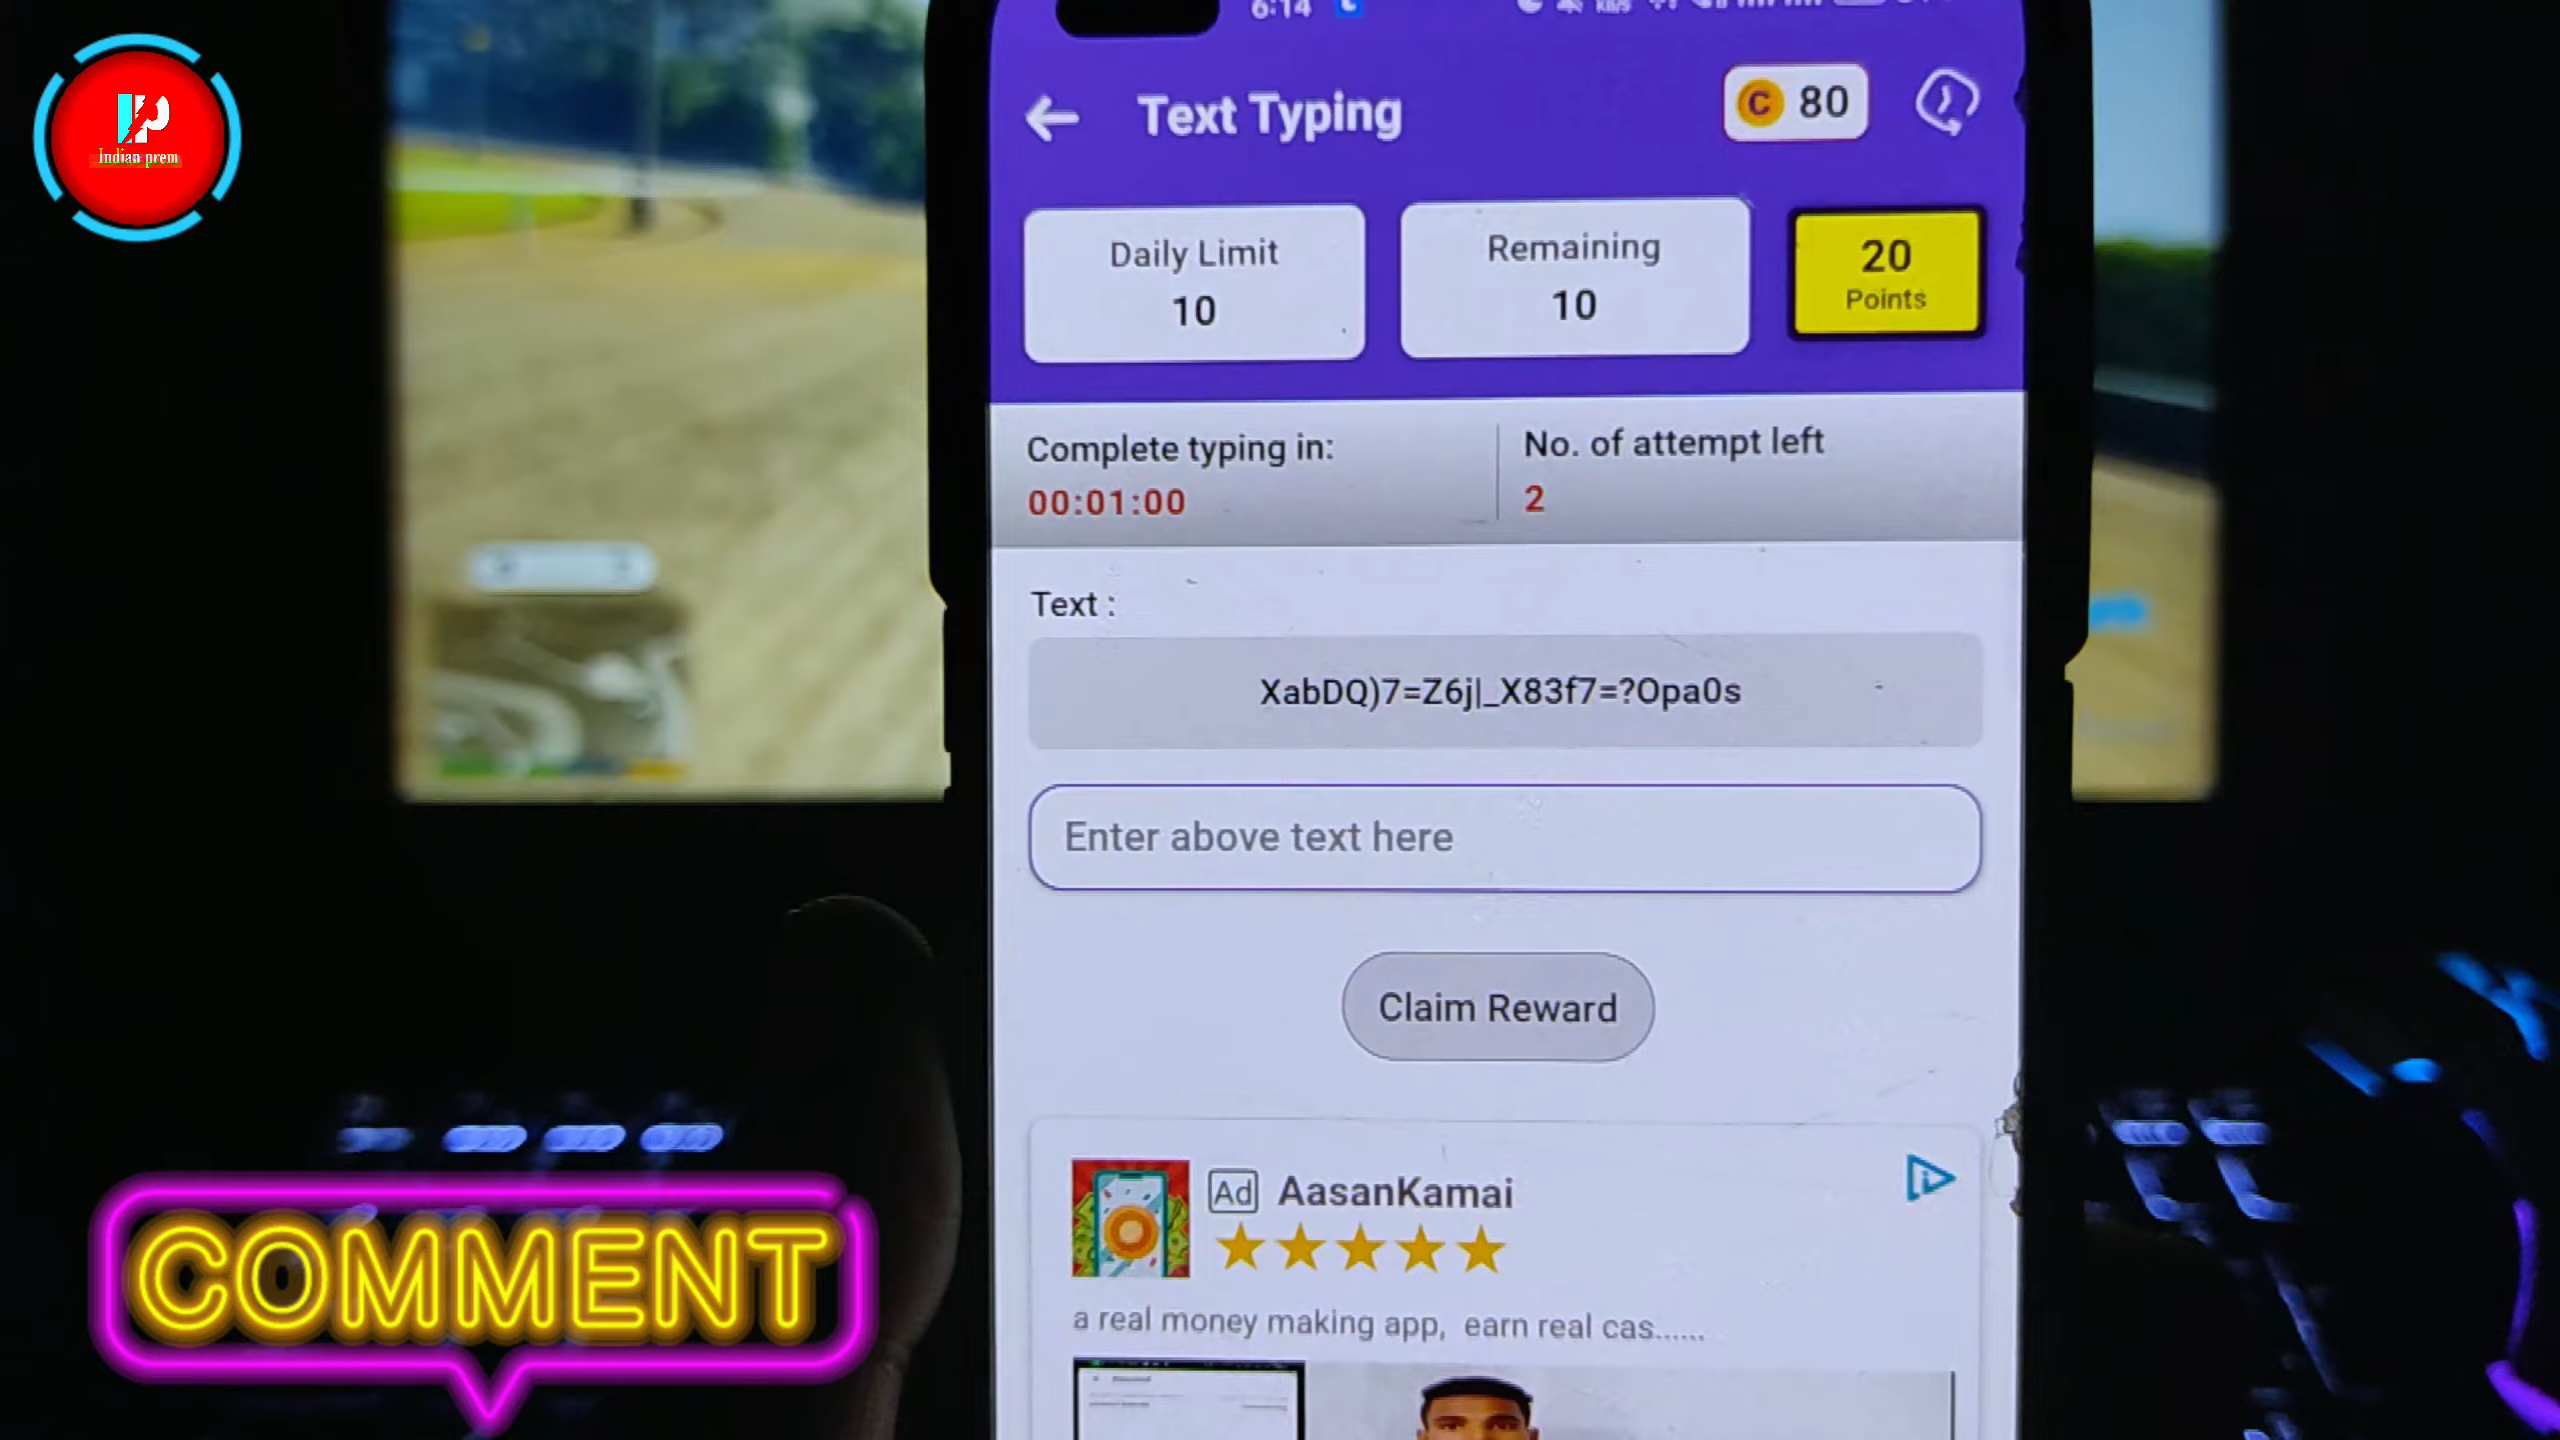 Indian prem
6:14
Text Typing
C 80
Daily Limit
10
Remaining
10
20
Points
Complete typing in:
00:01:00
No. of attempt left
2
Text :
XabDQ)7=Z6j|_X83f7=?Opa0s
Enter above text here
Claim Reward
Ad AasanKamai
a real money making app, earn real cas......
COMMENT